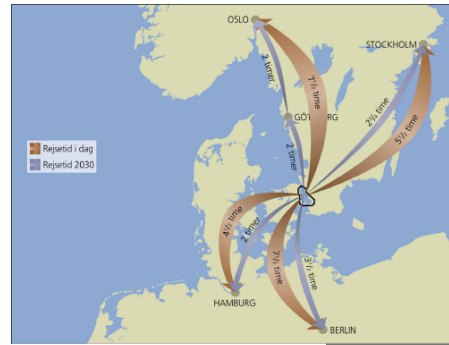 OSLO
STOCKHOLM
2 timer
7½ time
2¾ time
5½ time
GÖTEBORG
2 timer
Rejsetid i dag
Rejsetid 2030
4½ time
2 timer
7½ time
3½ time
HAMBURG
BERLIN